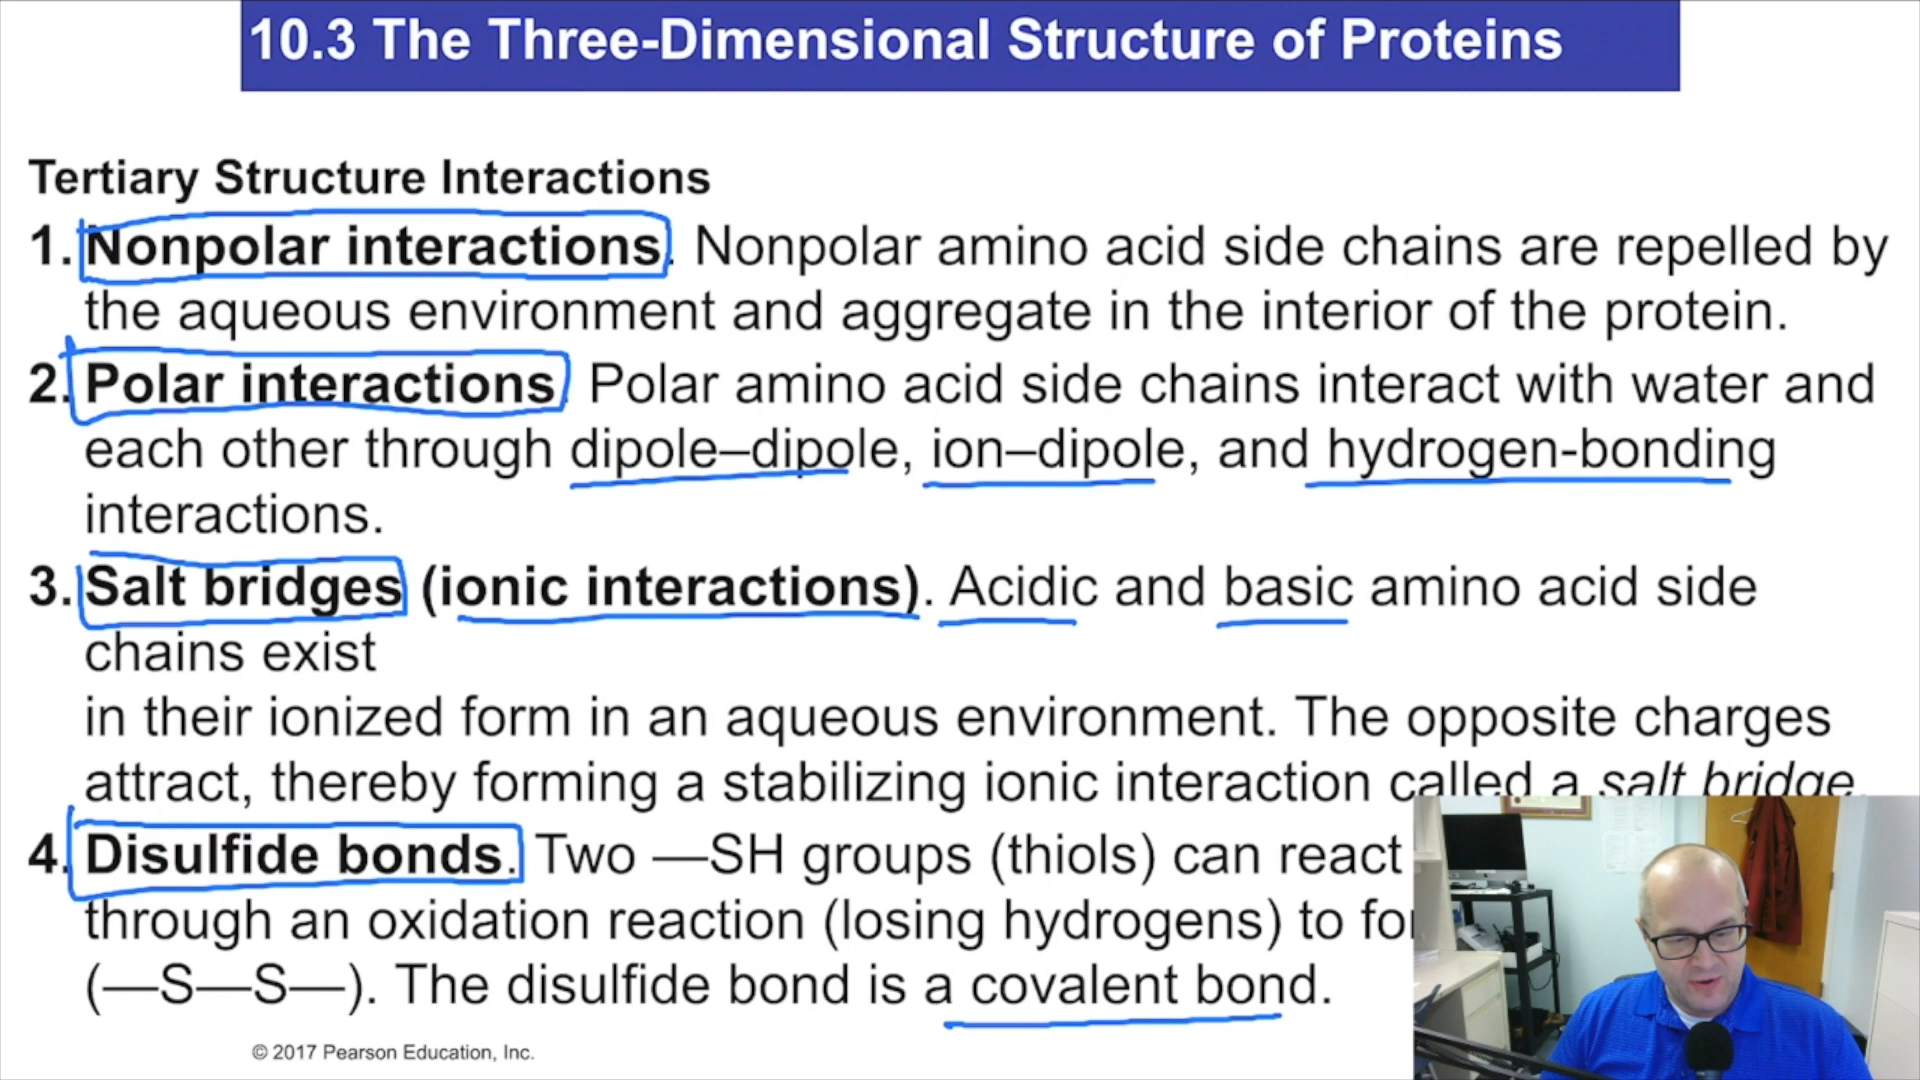 10.3 The Three-Dimensional Structure of Proteins
Tertiary Structure Interactions
1. Nonpolar interactions. Nonpolar amino acid side chains are repelled by
the aqueous environment and aggregate in the interior of the protein.
2. Polar interactions. Polar amino acid side chains interact with water and
each other through dipole–dipole, ion–dipole, and hydrogen-bonding
interactions.
3. Salt bridges (ionic interactions). Acidic and basic amino acid side
chains exist
in their ionized form in an aqueous environment. The opposite charges
attract, thereby forming a stabilizing ionic interaction called a salt bridge.
4. Disulfide bonds. Two —SH groups (thiols) can react
through an oxidation reaction (losing hydrogens) to
(—S—S—). The disulfide bond is a covalent bond.
© 2017 Pearson Education, Inc.